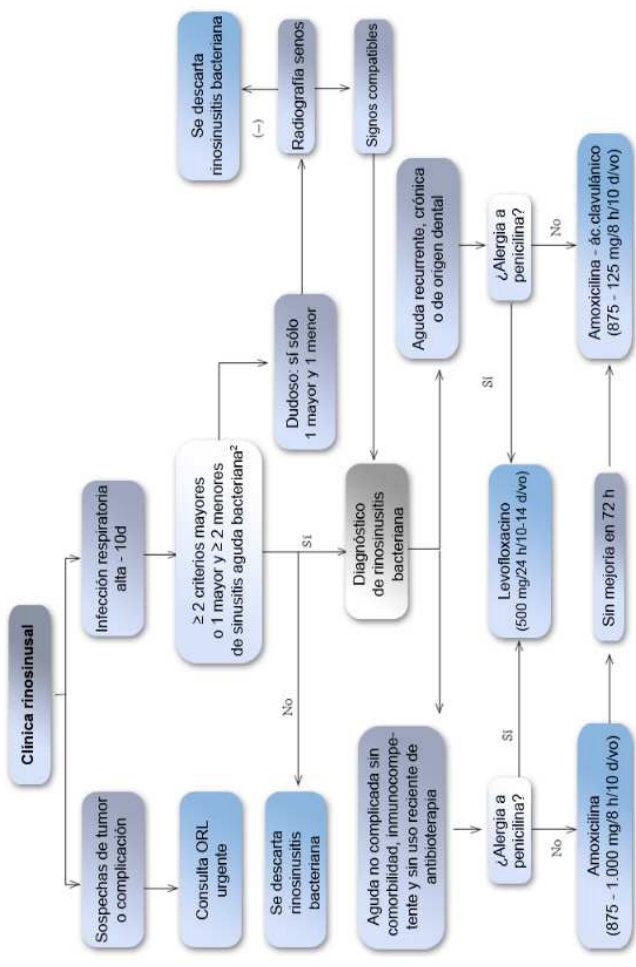 Clínica rinosinusal
Sospechas de tumor
o complicación
Infección respiratoria
alta - 10d
Consulta ORL
urgente
≥ 2 criterios mayores
o 1 mayor y ≥ 2 menores
de sinusitis aguda bacteriana²
Se descarta
rinosinusitis bacteriana
(–)
Dudoso: sí sólo
1 mayor y 1 menor
Radiografía senos
No
Sí
Se descarta
rinosinusitis
bacteriana
Diagnóstico
de rinosinusitis
bacteriana
Signos compatibles
Aguda no complicada sin
comorbilidad, inmunocompe-
tente y sin uso reciente de
antibioterapia
Aguda recurrente, crónica
o de origen dental
¿Alergia a
penicilina?
Sí
Levofloxacino
(500 mg/24 h/10-14 d/vo)
Sí
¿Alergia a
penicilina?
No
No
Amoxicilina
(875 - 1.000 mg/8 h/10 d/vo)
Sin mejoría en 72 h
Amoxicilina - ác.clavulánico
(875 - 125 mg/8 h/10 d/vo)